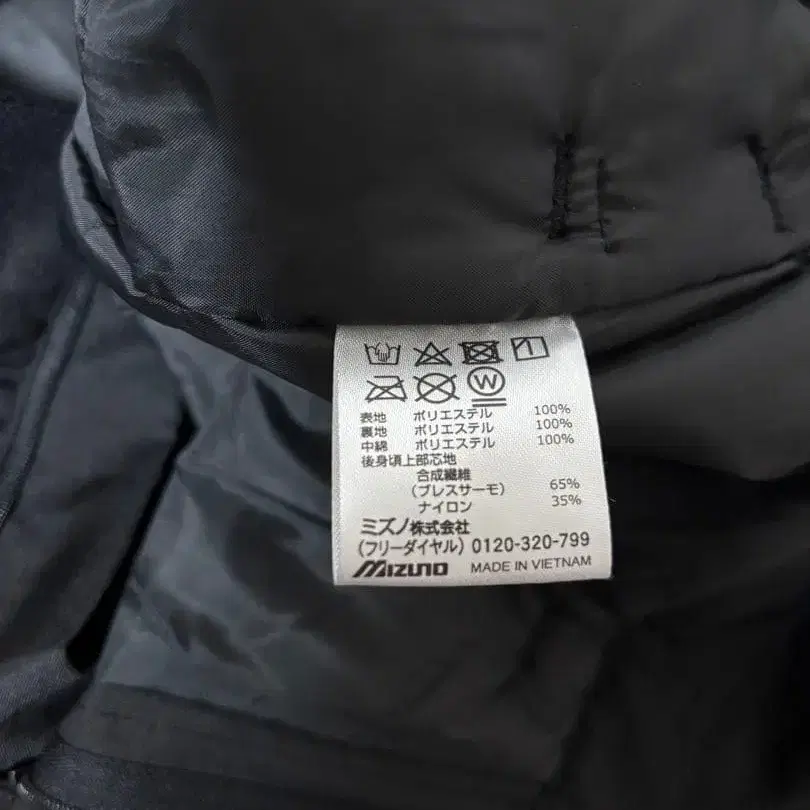 W
表地 ポリエステル 100%
裏地 ポリエステル 100%
中綿 ポリエステル 100%
後身頃上部芯地
合成繊維
(ブレスサーモ) 65%
ナイロン 35%
ミズノ株式会社
(フリーダイヤル) 0120-320-799
MIZUNO MADE IN VIETNAM